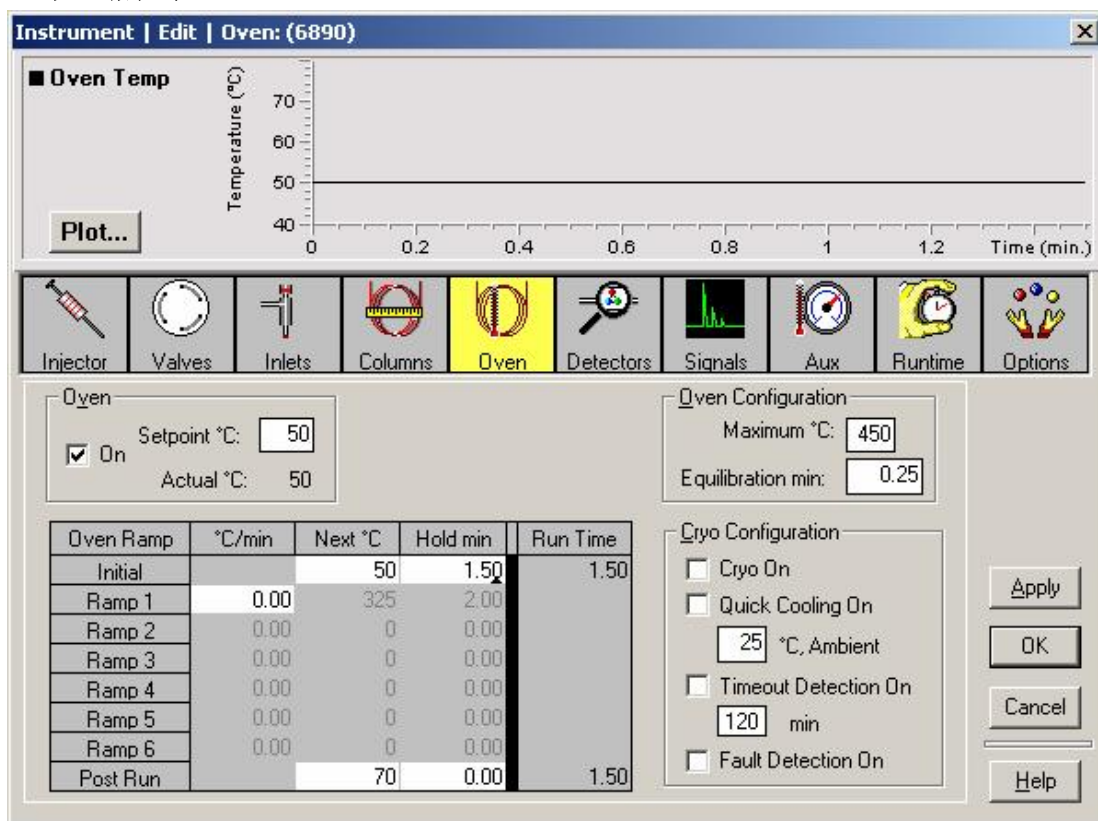 Instrument | Edit | Oven: (6890)
Oven Temp
Temperature (°C)
70
60
50
40
Plot...
0 0.2 0.4 0.6 0.8 1 1.2 Time (min.)
Injector Valves Inlets Columns Oven Detectors Signals Aux Runtime Options
Oven
On
Setpoint °C: 50
Actual °C: 50
Oven Configuration
Maximum °C: 450
Equilibration min: 0.25
Oven Ramp °C/min Next °C Hold min Run Time
Initial 50 1.50 1.50
Ramp 1 0.00 325 2.00
Ramp 2 0.00 0 0.00
Ramp 3 0.00 0 0.00
Ramp 4 0.00 0 0.00
Ramp 5 0.00 0 0.00
Ramp 6 0.00 0 0.00
Post Run 70 0.00 1.50
Cryo Configuration
Cryo On
Quick Cooling On
25 °C, Ambient
Timeout Detection On
120 min
Fault Detection On
Apply
OK
Cancel
Help